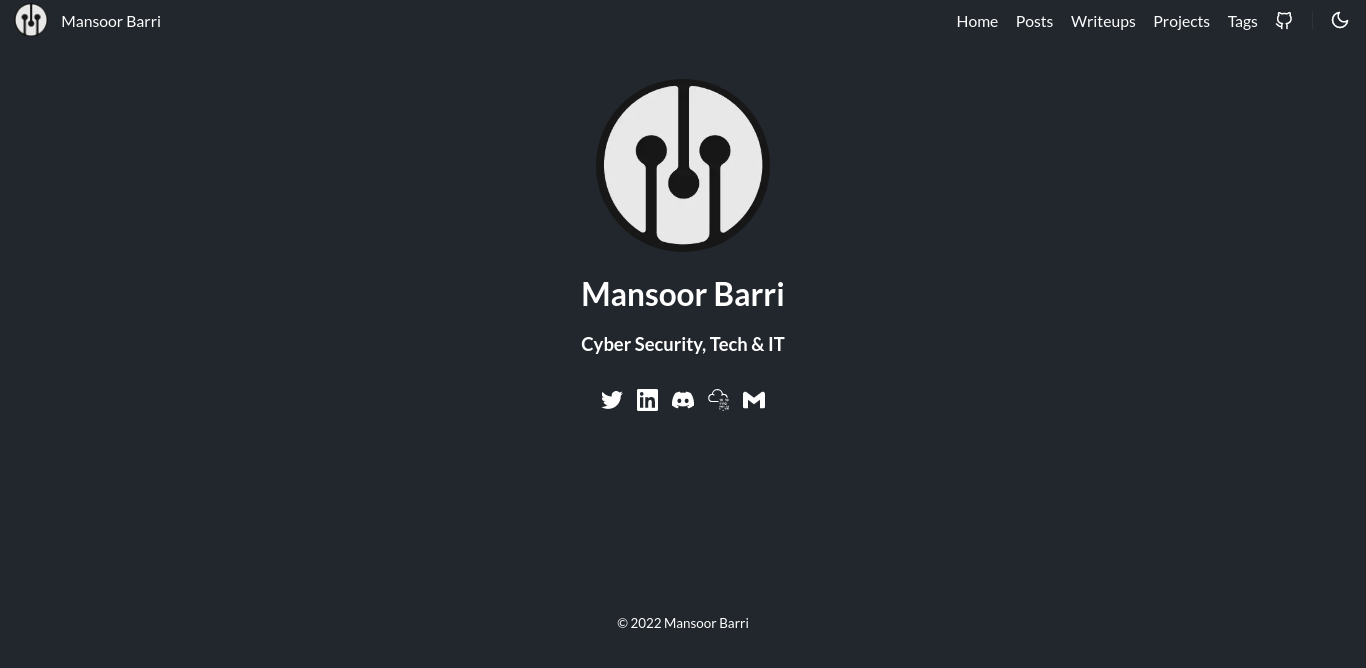 Mansoor Barri
Home Posts Writeups Projects Tags
Mansoor Barri
Cyber Security, Tech & IT
© 2022 Mansoor Barri